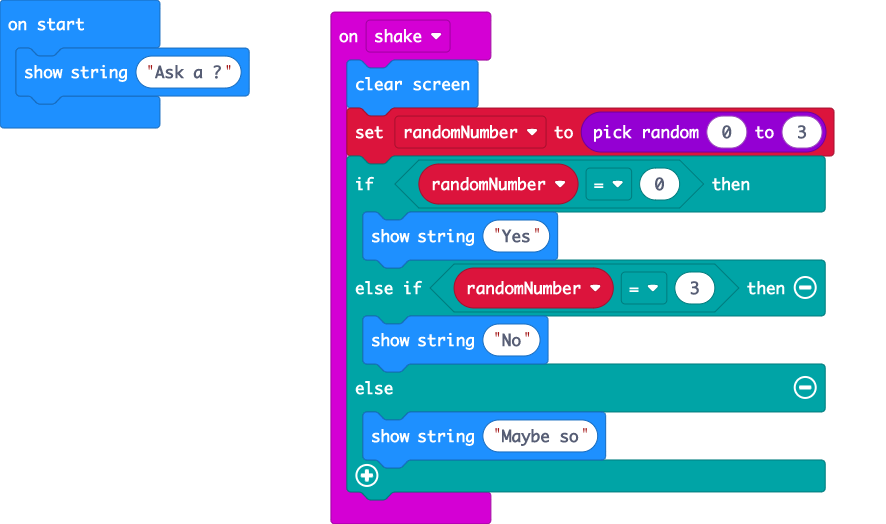 on start
show string "Ask a ?"
on shake
clear screen
set randomNumber to pick random 0 to 3
if randomNumber = 0 then
show string "Yes"
else if randomNumber = 3 then
show string "No"
else
show string "Maybe so"